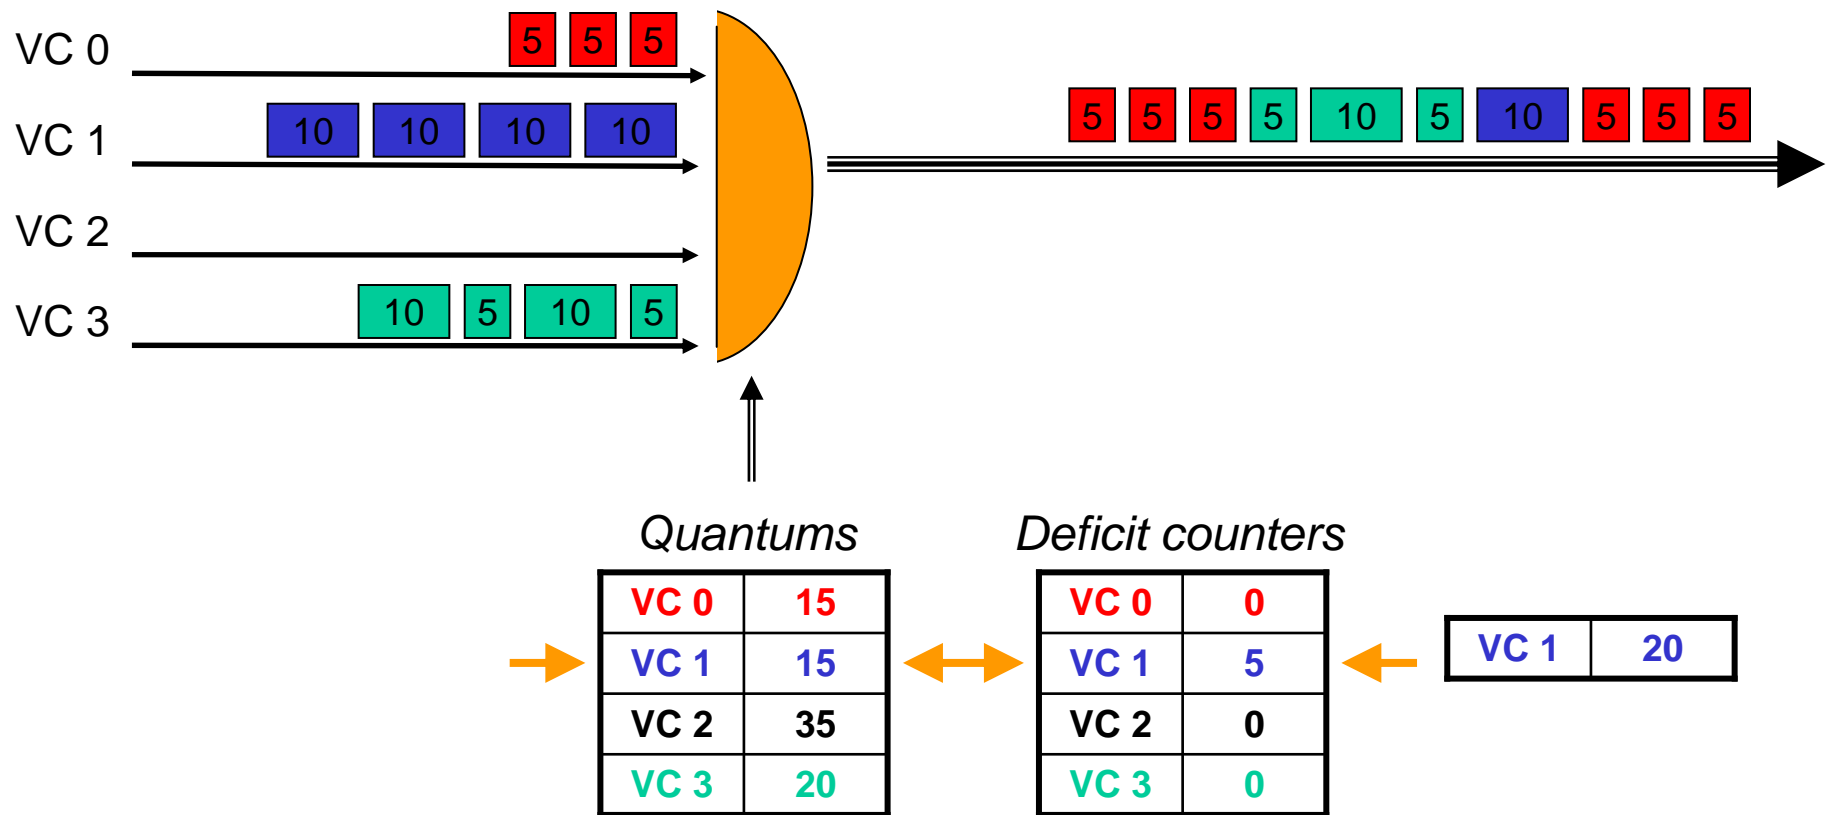 VC 0 5 5 5
5 5 5 5 10 5 10 5 5 5
VC 1 10 10 10 10
VC 2
VC 3 10 5 10 5
Quantums Deficit counters
VC 0 15 VC 0 0
VC 1 15 VC 1 5 VC 1 20
VC 2 35 VC 2 0
VC 3 20 VC 3 0